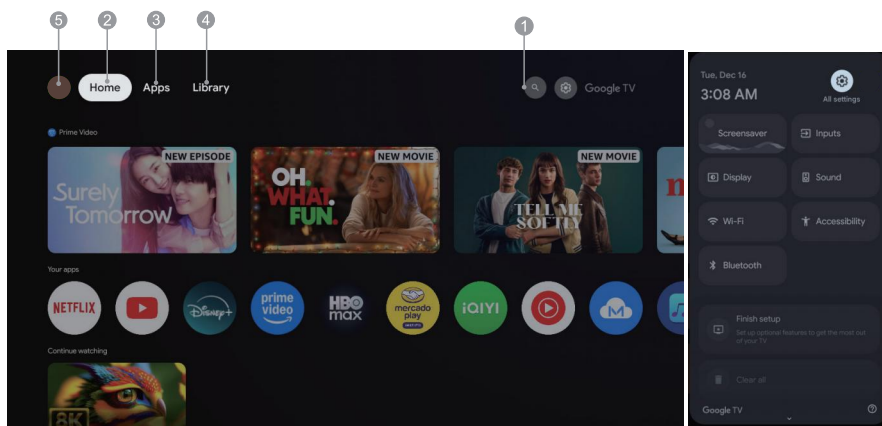 5
2
3
4
1
Home
Apps
Library
Google TV
Prime Video
NEW EPISODE
Surely
Tomorrow
NEW MOVIE
OH.
WHAT.
FUN.
NEW MOVIE
TELL ME
SOFTLY
Your apps
NETFLIX
Disney+
prime
video
HBO
max
mercado
play
iQIYI
Continue watching
8K
Tue, Dec 16
3:08 AM
All settings
Screensaver
Inputs
Display
Sound
Wi-Fi
Accessibility
Bluetooth
Finish setup
Set up optional features to get the most out
of your TV
Clear all
Google TV